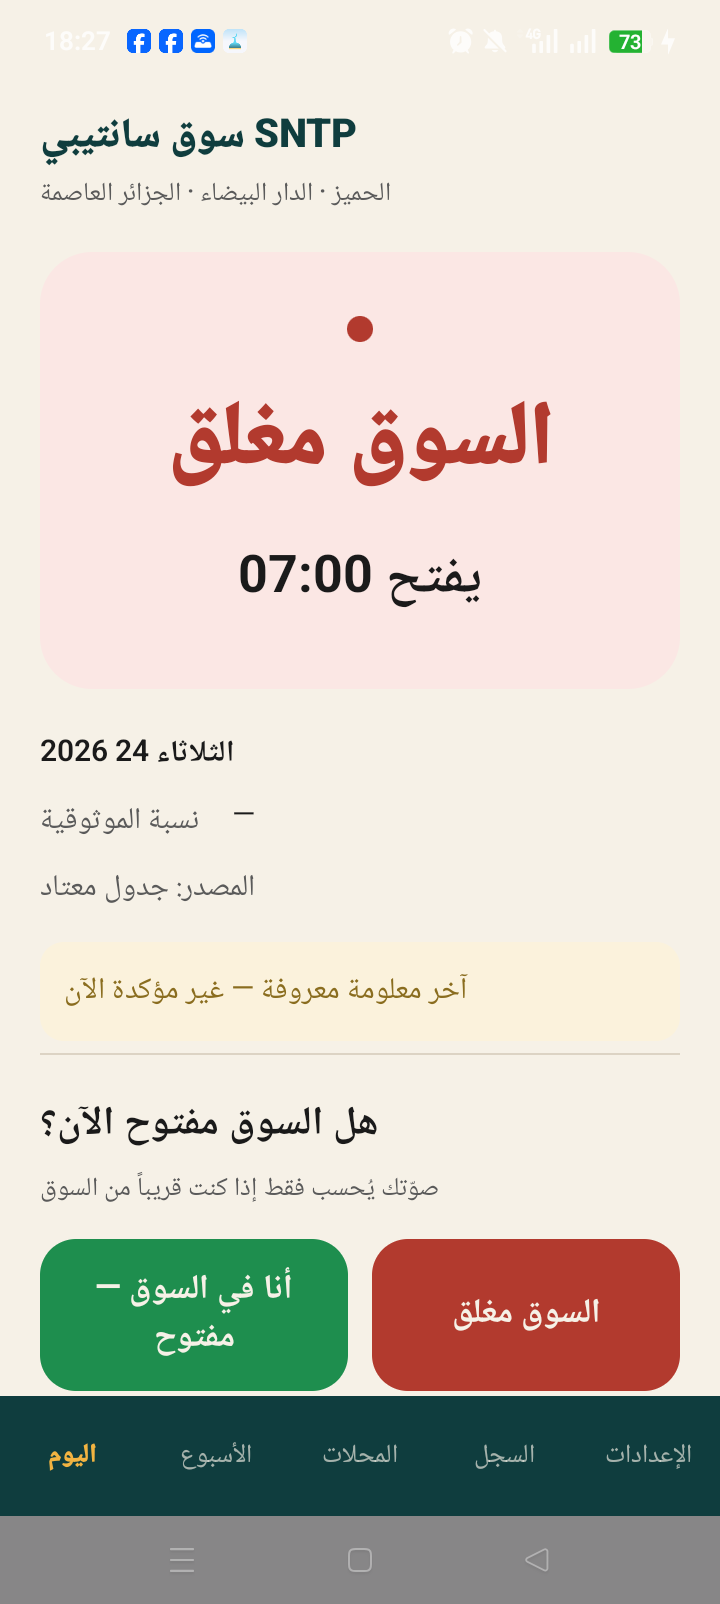 18:27
4G
73
سوق سانتيبي SNTP
الحميز · الدار البيضاء · الجزائر العاصمة
السوق مغلق
يفتح 07:00
الثلاثاء 24 2026
نسبة الموثوقية —
المصدر: جدول معتاد
آخر معلومة معروفة — غير مؤكدة الآن
هل السوق مفتوح الآن؟
صوّتك يُحسب فقط إذا كنت قريباً من السوق
أنا في السوق —
مفتوح
السوق مغلق
اليوم
الأسبوع
المحلات
السجل
الإعدادات